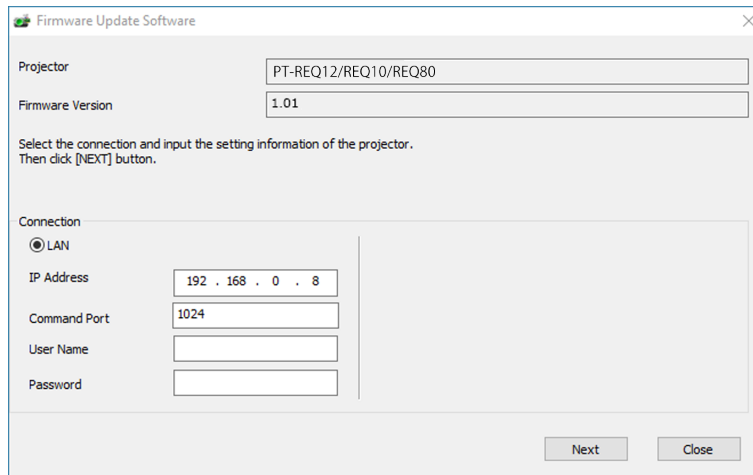 Firmware Update Software
Projector PT-REQ12/REQ10/REQ80
Firmware Version 1.01
Select the connection and input the setting information of the projector.
Then click [NEXT] button.
Connection
LAN
IP Address 192 . 168 . 0 . 8
Command Port 1024
User Name
Password
Next Close